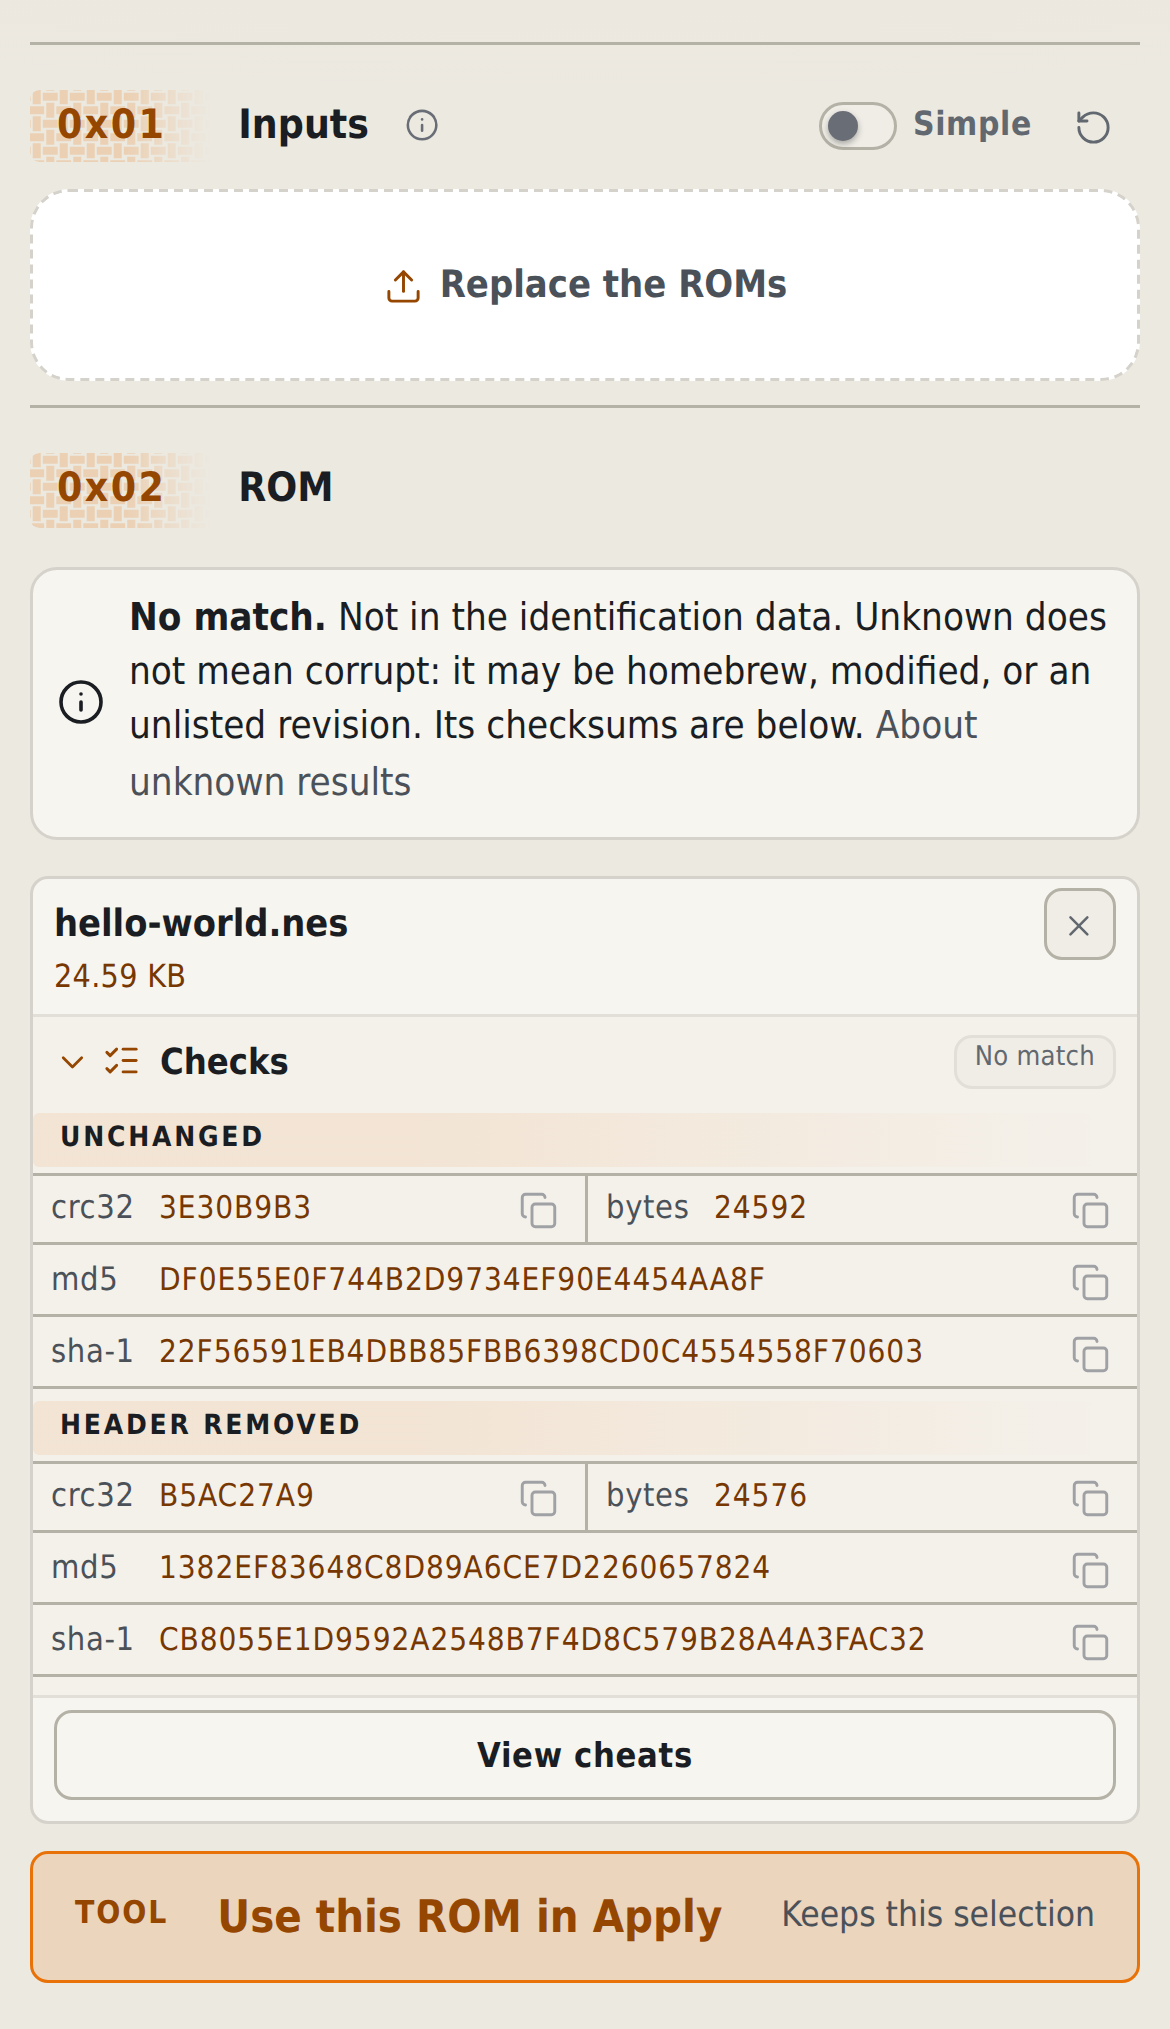 0x01 Inputs Simple
Replace the ROMs
0x02 ROM
No match. Not in the identification data. Unknown does
not mean corrupt: it may be homebrew, modified, or an
unlisted revision. Its checksums are below. About
unknown results
hello-world.nes
24.59 KB
Checks No match
UNCHANGED
crc32 3E30B9B3 bytes 24592
md5 DF0E55E0F744B2D9734EF90E4454AA8F
sha-1 22F56591EB4DBB85FBB6398CD0C4554558F70603
HEADER REMOVED
crc32 B5AC27A9 bytes 24576
md5 1382EF83648C8D89A6CE7D2260657824
sha-1 CB8055E1D9592A2548B7F4D8C579B28A4A3FAC32
View cheats
TOOL Use this ROM in Apply Keeps this selection